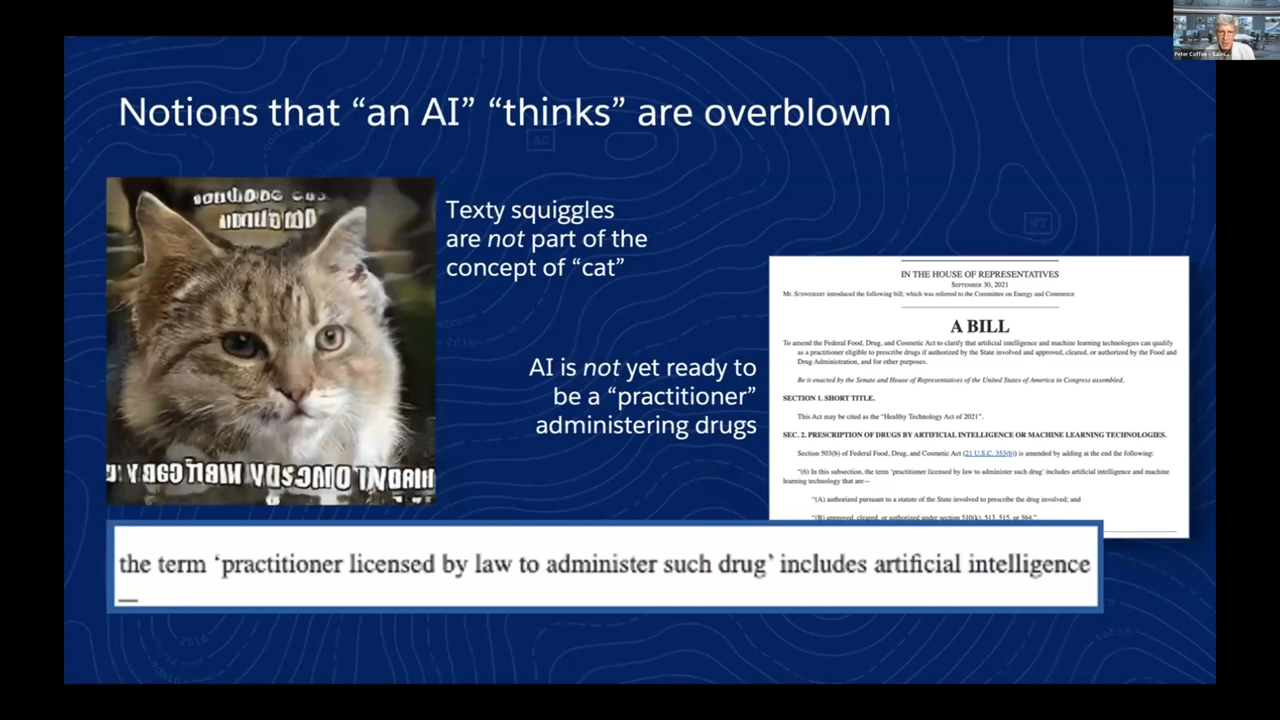 Peter Coffee - Sales...
Notions that “an AI” “thinks” are overblown
Texty squiggles
are not part of the
concept of “cat”
AI is not yet ready to
be a “practitioner”
administering drugs
IN THE HOUSE OF REPRESENTATIVES
SEPTEMBER 30, 2021
Mr. SCHWEIKERT introduced the following bill; which was referred to the Committee on Energy and Commerce
A BILL
To amend the Federal Food, Drug, and Cosmetic Act to clarify that artificial intelligence and machine learning technologies can qualify
as a practitioner eligible to prescribe drugs if authorized by the State involved and approved, cleared, or authorized by the Food and
Drug Administration, and for other purposes.
Be it enacted by the Senate and House of Representatives of the United States of America in Congress assembled,
SECTION 1. SHORT TITLE.
This Act may be cited as the “Healthy Technology Act of 2021”.
SEC. 2. PRESCRIPTION OF DRUGS BY ARTIFICIAL INTELLIGENCE OR MACHINE LEARNING TECHNOLOGIES.
Section 503(b) of Federal Food, Drug, and Cosmetic Act (21 U.S.C. 353(b)) is amended by adding at the end the following:
“(6) In this subsection, the term ‘practitioner licensed by law to administer such drug’ includes artificial intelligence and machine
learning technology that are—
“(A) authorized pursuant to a statute of the State involved to prescribe the drug involved; and
“(B) approved, cleared, or authorized under section 510(k), 513, 515, or 564.”.
the term ‘practitioner licensed by law to administer such drug’ includes artificial intelligence
—